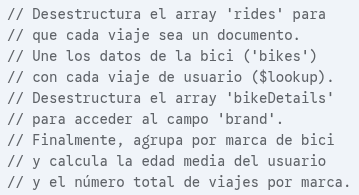 // Desestructura el array 'rides' para
// que cada viaje sea un documento.
// Une los datos de la bici ('bikes')
// con cada viaje de usuario ($lookup).
// Desestructura el array 'bikeDetails'
// para acceder al campo 'brand'.
// Finalmente, agrupa por marca de bici
// y calcula la edad media del usuario
// y el número total de viajes por marca.